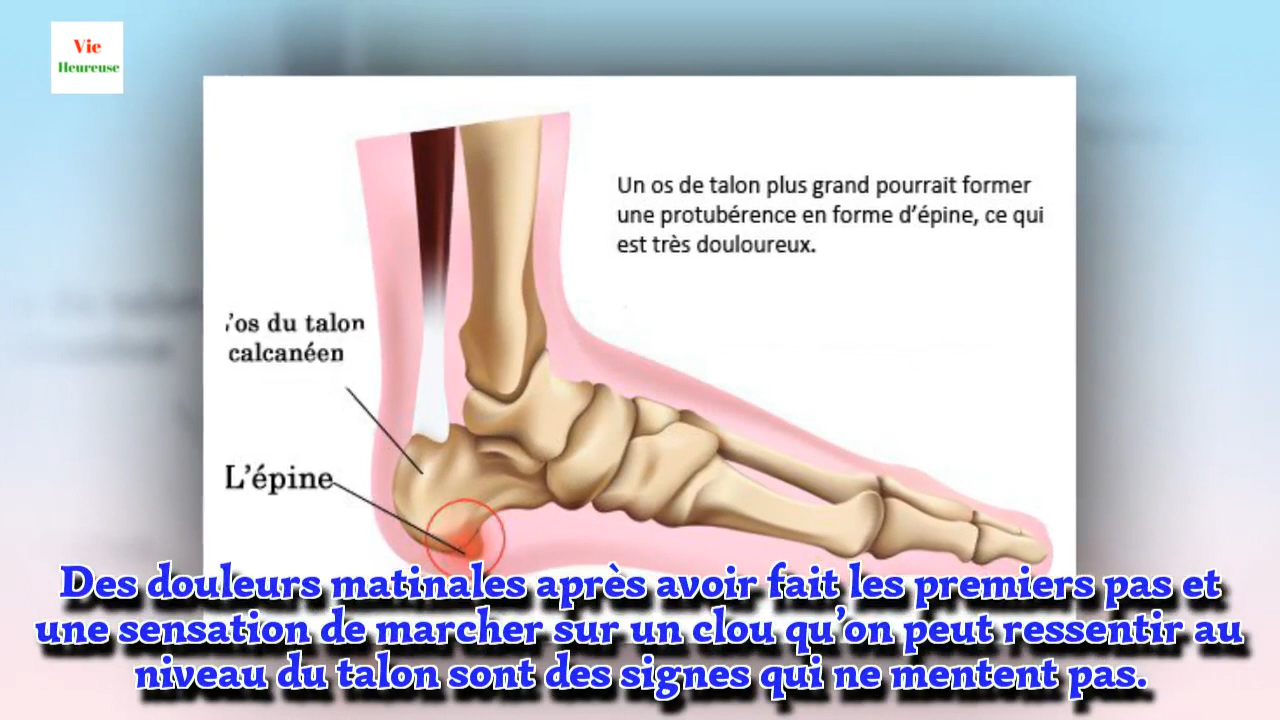 Vie
Heureuse
Un os de talon plus grand pourrait former
une protubérence en forme d'épine, ce qui
est très douloureux.
'os du talon
calcanéen
L'épine
Des douleurs matinales après avoir fait les premiers pas et
une sensation de marcher sur un clou qu'on peut ressentir au
niveau du talon sont des signes qui ne mentent pas.